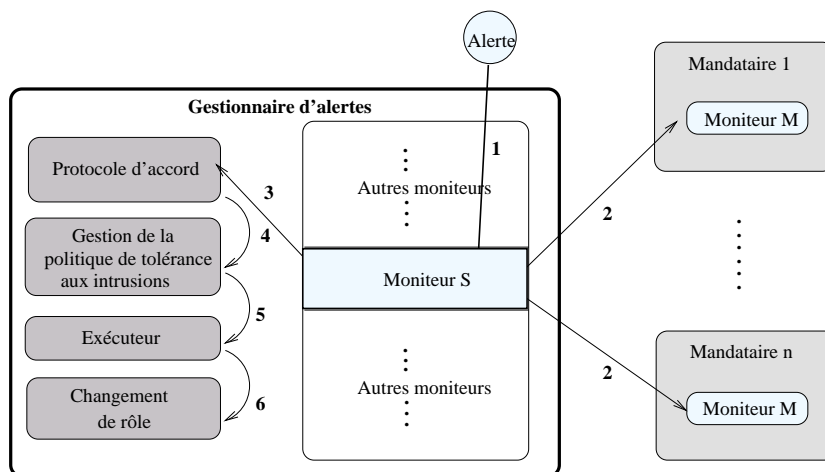 Alerte
Mandataire 1
Moniteur M
Gestionnaire d'alertes
1
Protocole d'accord
3
Autres moniteurs
2
4
Gestion de la
politique de tolérance
aux intrusions
Moniteur S
5
Exécuteur
Mandataire n
2
Autres moniteurs
Changement
de rôle
6
Moniteur M